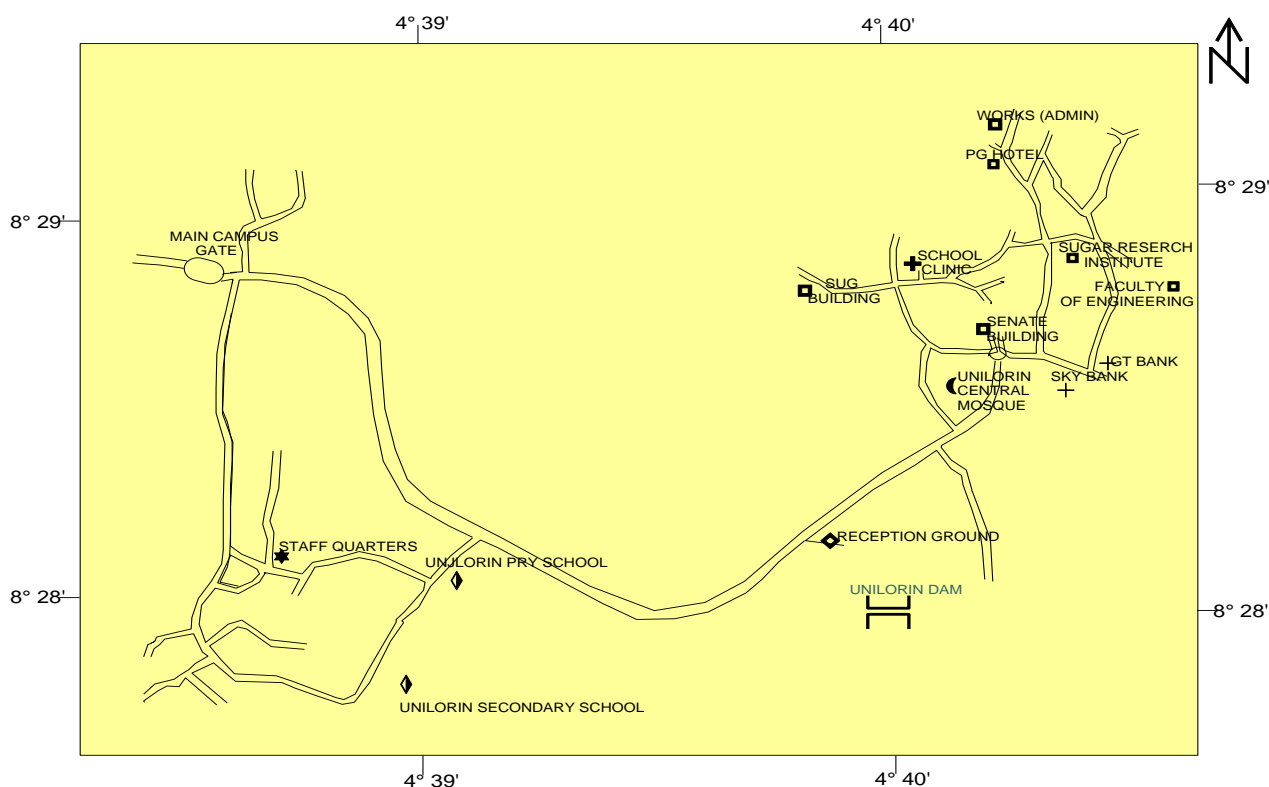 4° 39'
4° 40'
N
WORKS (ADMIN)
PG HOTEL
8° 29'
8° 29'
MAIN CAMPUS
GATE
SCHOOL
CLINIC
SUGAR RESERCH
INSTITUTE
SUG
BUILDING
FACULTY
OF ENGINEERING
SENATE
BUILDING
GT BANK
SKY BANK
UNILORIN
CENTRAL
MOSQUE
STAFF QUARTERS
RECEPTION GROUND
UNILORIN PRY SCHOOL
UNILORIN DAM
8° 28'
8° 28'
UNILORIN SECONDARY SCHOOL
4° 39'
4° 40'